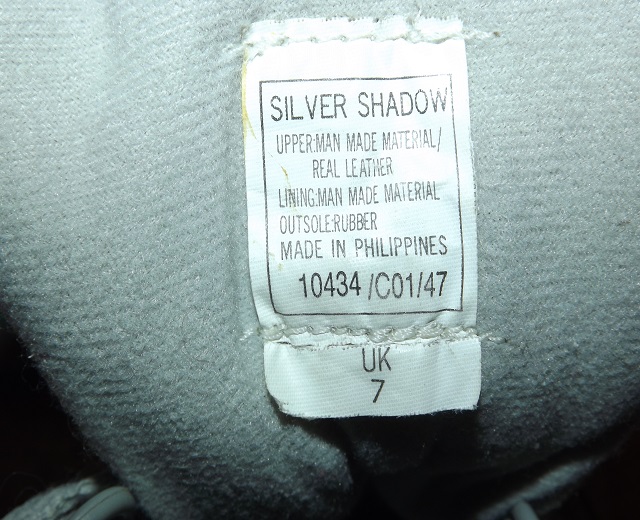 SILVER SHADOW
UPPER:MAN MADE MATERIAL/
REAL LEATHER
LINING:MAN MADE MATERIAL
OUTSOLE:RUBBER
MADE IN PHILIPPINES
10434/C01/47
UK
7